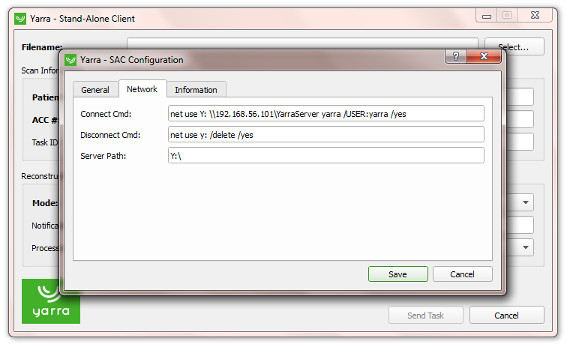 Yarra - Stand-Alone Client
Filename:
Select...
Yarra - SAC Configuration
General Network Information
Connect Cmd: net use Y: \\192.168.56.101\YarraServer yarra /USER:yarra /yes
Disconnect Cmd: net use y: /delete /yes
Server Path: Y:\
Save Cancel
Scan Infor
Patien
ACC #
Task ID
Reconstru
Mode:
Notifica
Process
yarra
Send Task Cancel